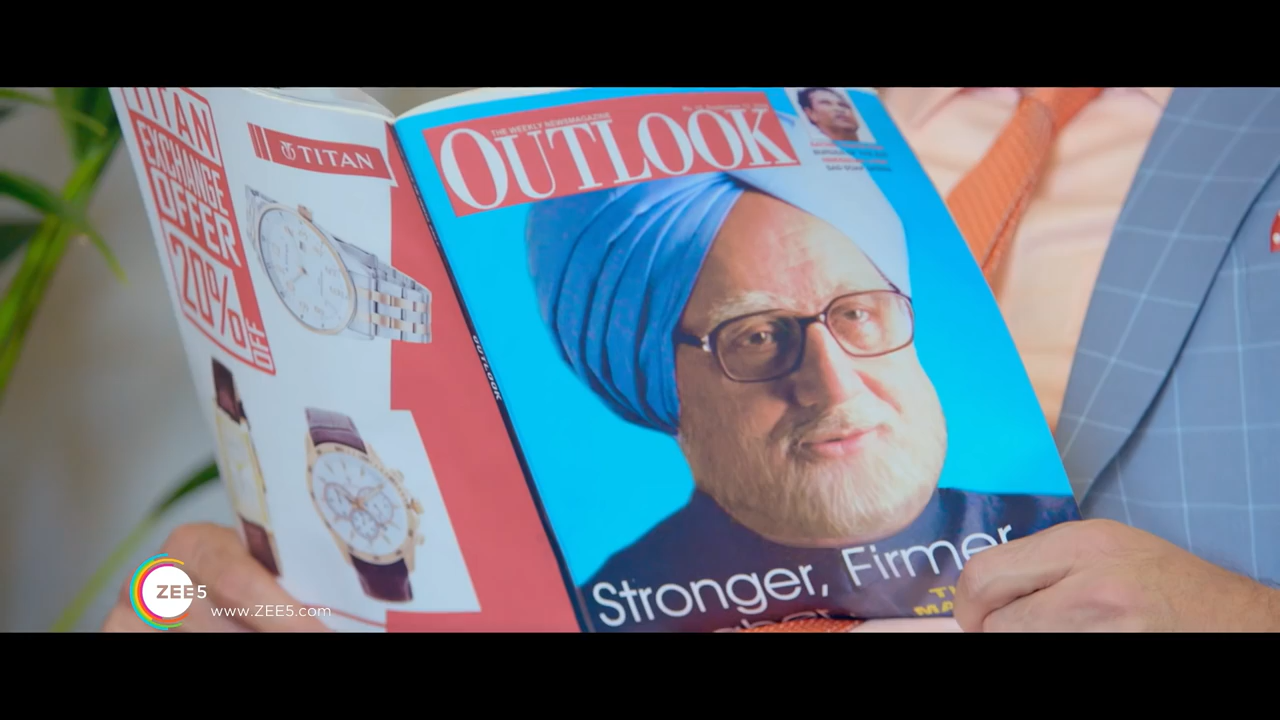 TITAN
EXCHANGE
OFFER
20%
OFF
TITAN
OUTLOOK
THE WEEKLY NEWSMAGAZINE
OUTLOOK
Stronger, Firmer
ZEE5
www.ZEE5.com